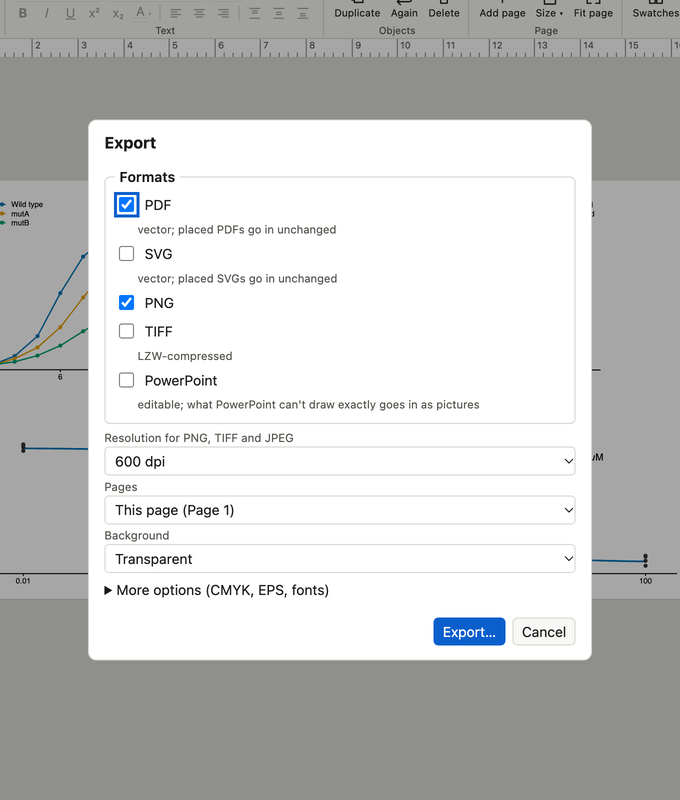 B I U x² x₂ A
Duplicate Again Delete Add page Size Fit page Swatches
Text Objects Page
2 3 4 5 6 7 8 9 10 11 12 13 14 15
Wild type
mutA
mutB
6
0.01
100
Export
Formats
PDF
vector; placed PDFs go in unchanged
SVG
vector; placed SVGs go in unchanged
PNG
TIFF
LZW-compressed
PowerPoint
editable; what PowerPoint can't draw exactly goes in as pictures
Resolution for PNG, TIFF and JPEG
600 dpi
Pages
This page (Page 1)
Background
Transparent
More options (CMYK, EPS, fonts)
Export... Cancel